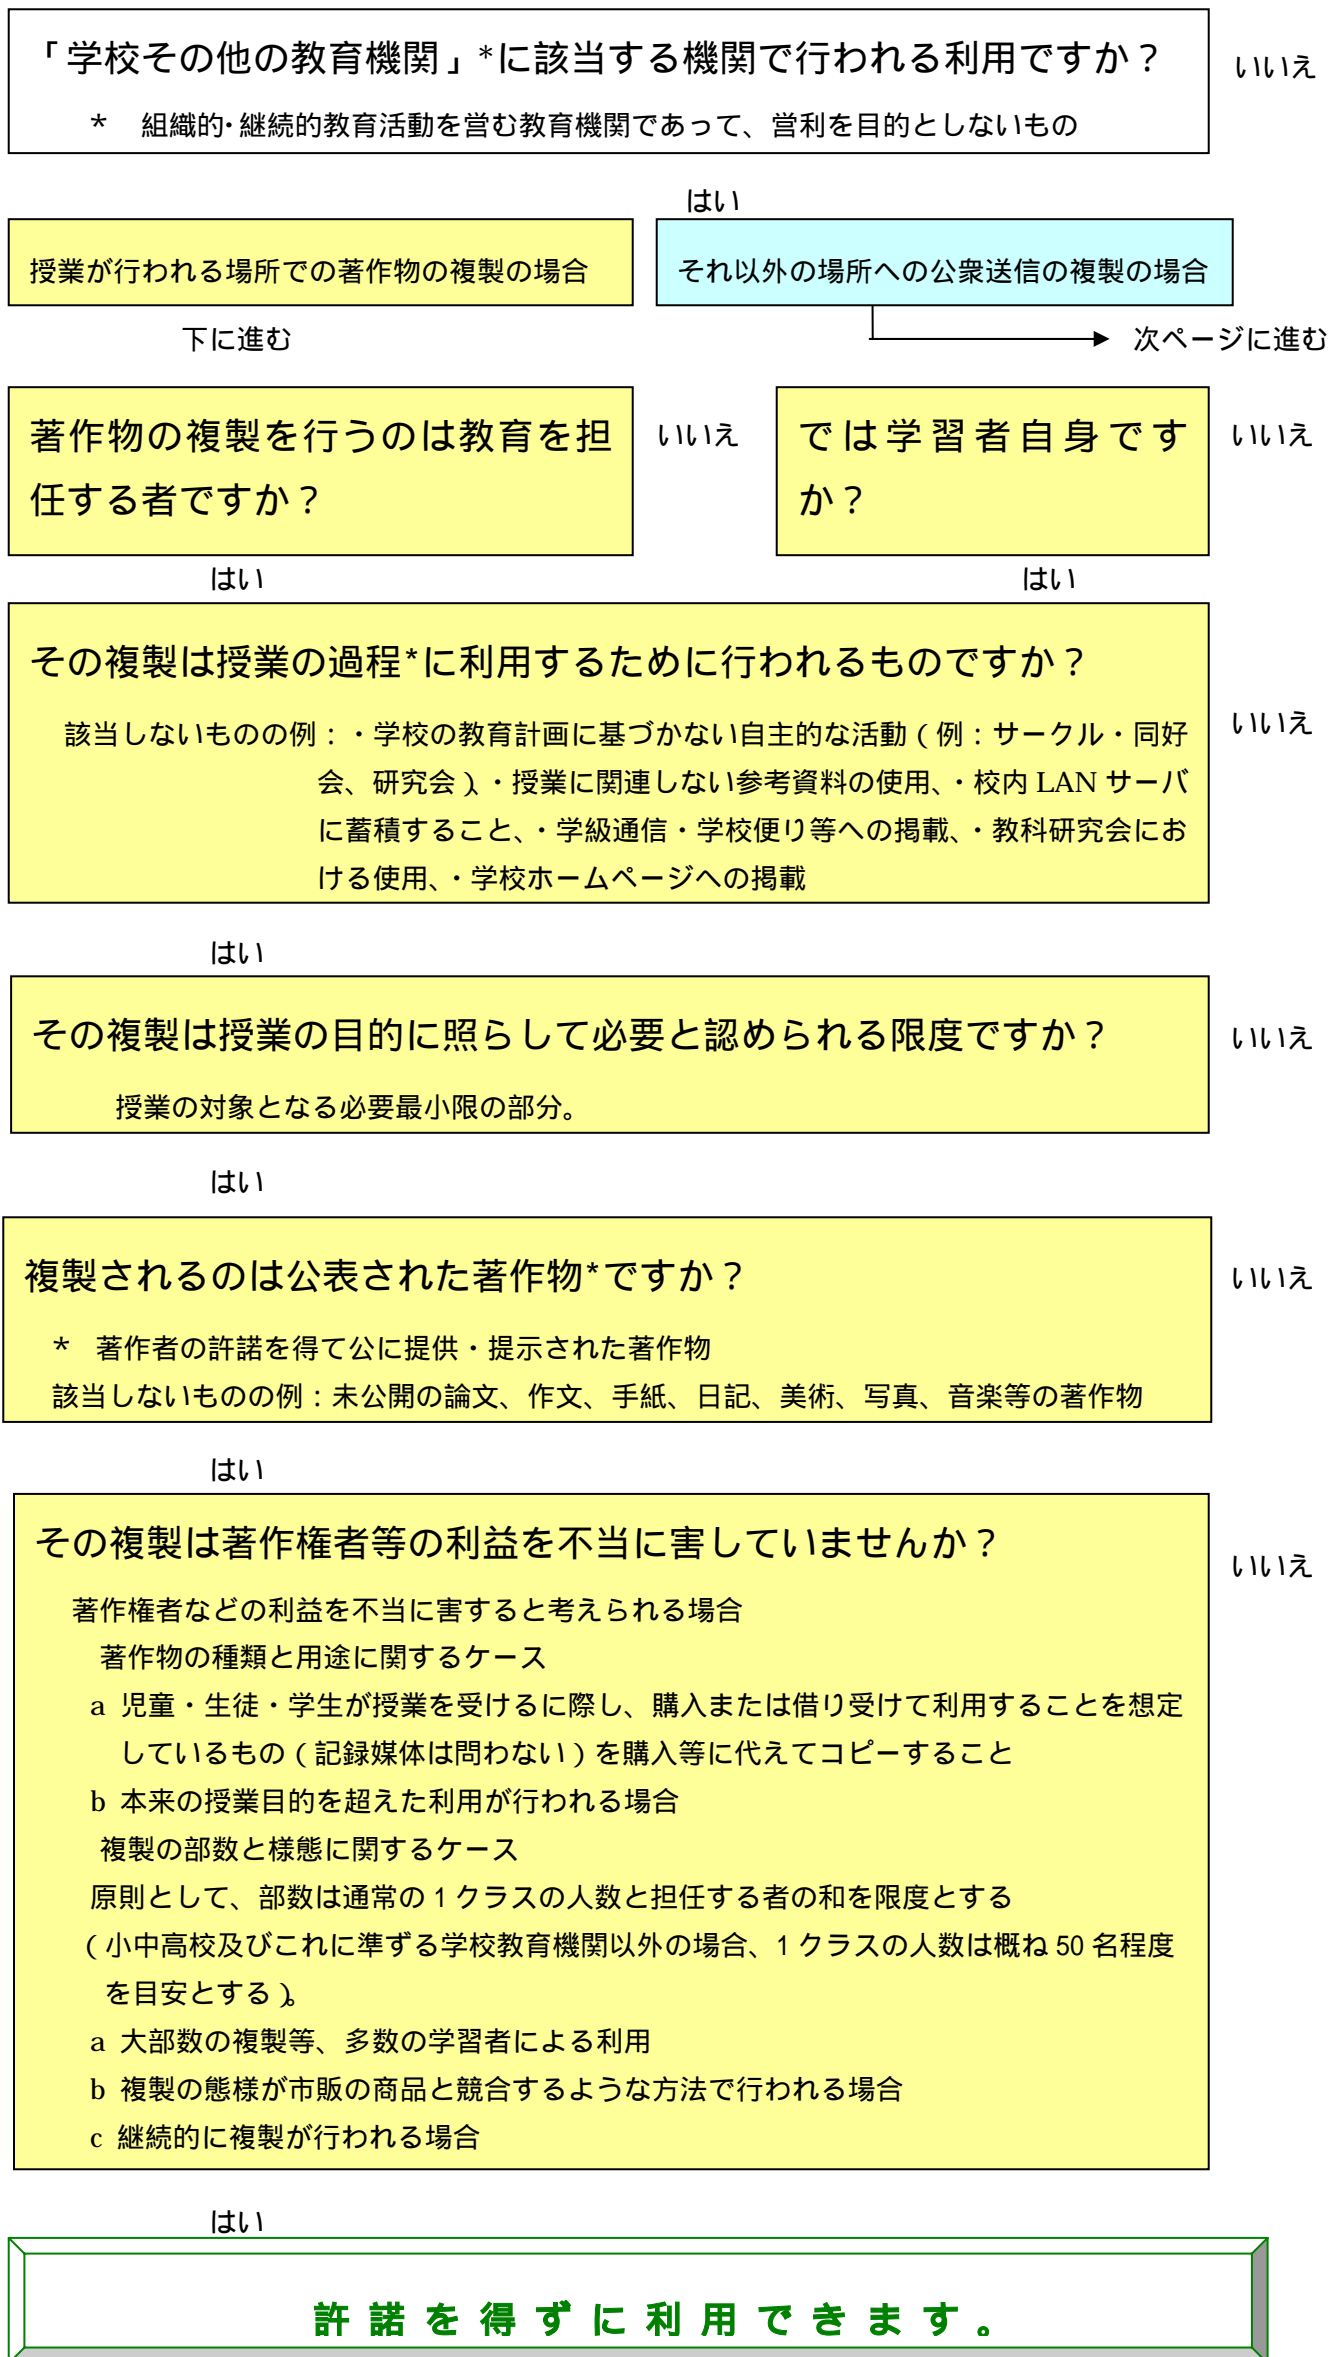 「学校その他の教育機関」*に該当する機関で行われる利用ですか？
いいえ
* 組織的・継続的教育活動を営む教育機関であって、営利を目的としないもの
はい
授業が行われる場所での著作物の複製の場合
それ以外の場所への公衆送信の複製の場合
下に進む
次ページに進む
著作物の複製を行うのは教育を担
任する者ですか？
いいえ
では学習者自身です
か？
いいえ
はい
はい
その複製は授業の過程*に利用するために行われるものですか？
いいえ
該当しないものの例：・学校の教育計画に基づかない自主的な活動（例：サークル・同好
会、研究会）、・授業に関連しない参考資料の使用、・校内 LAN サーバ
に蓄積すること、・学級通信・学校便り等への掲載、・教科研究会にお
ける使用、・学校ホームページへの掲載
はい
その複製は授業の目的に照らして必要と認められる限度ですか？
いいえ
授業の対象となる必要最小限の部分。
はい
複製されるのは公表された著作物*ですか？
いいえ
* 著作者の許諾を得て公に提供・提示された著作物
該当しないものの例：未公開の論文、作文、手紙、日記、美術、写真、音楽等の著作物
はい
その複製は著作権者等の利益を不当に害していませんか？
いいえ
著作権者などの利益を不当に害すると考えられる場合
著作物の種類と用途に関するケース
a 児童・生徒・学生が授業を受けるに際し、購入または借り受けて利用することを想定
しているもの（記録媒体は問わない）を購入等に代えてコピーすること
b 本来の授業目的を超えた利用が行われる場合
複製の部数と様態に関するケース
原則として、部数は通常の 1 クラスの人数と担任する者の和を限度とする
（小中高校及びこれに準ずる学校教育機関以外の場合、1 クラスの人数は概ね 50 名程度
を目安とする）。
a 大部数の複製等、多数の学習者による利用
b 複製の態様が市販の商品と競合するような方法で行われる場合
c 継続的に複製が行われる場合
はい
許諾を得ずに利用できます。